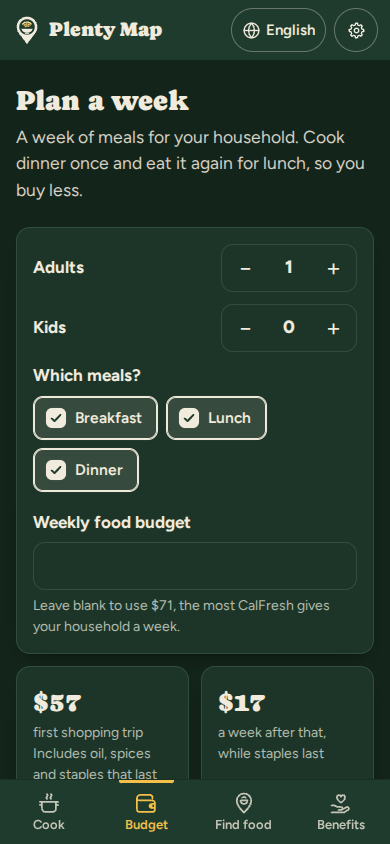 Plenty Map
English
Plan a week
A week of meals for your household. Cook
dinner once and eat it again for lunch, so you
buy less.
Adults
− 1 +
Kids
− 0 +
Which meals?
Breakfast
Lunch
Dinner
Weekly food budget
Leave blank to use $71, the most CalFresh gives
your household a week.
$57
first shopping trip
Includes oil, spices
and staples that last
$17
a week after that,
while staples last
Cook
Budget
Find food
Benefits